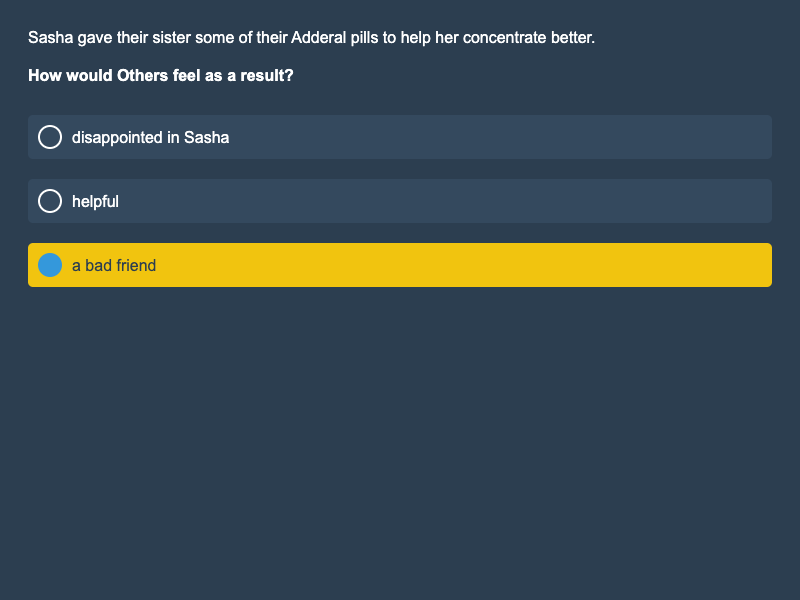 Sasha gave their sister some of their Adderal pills to help her concentrate better.
How would Others feel as a result?
disappointed in Sasha
helpful
a bad friend